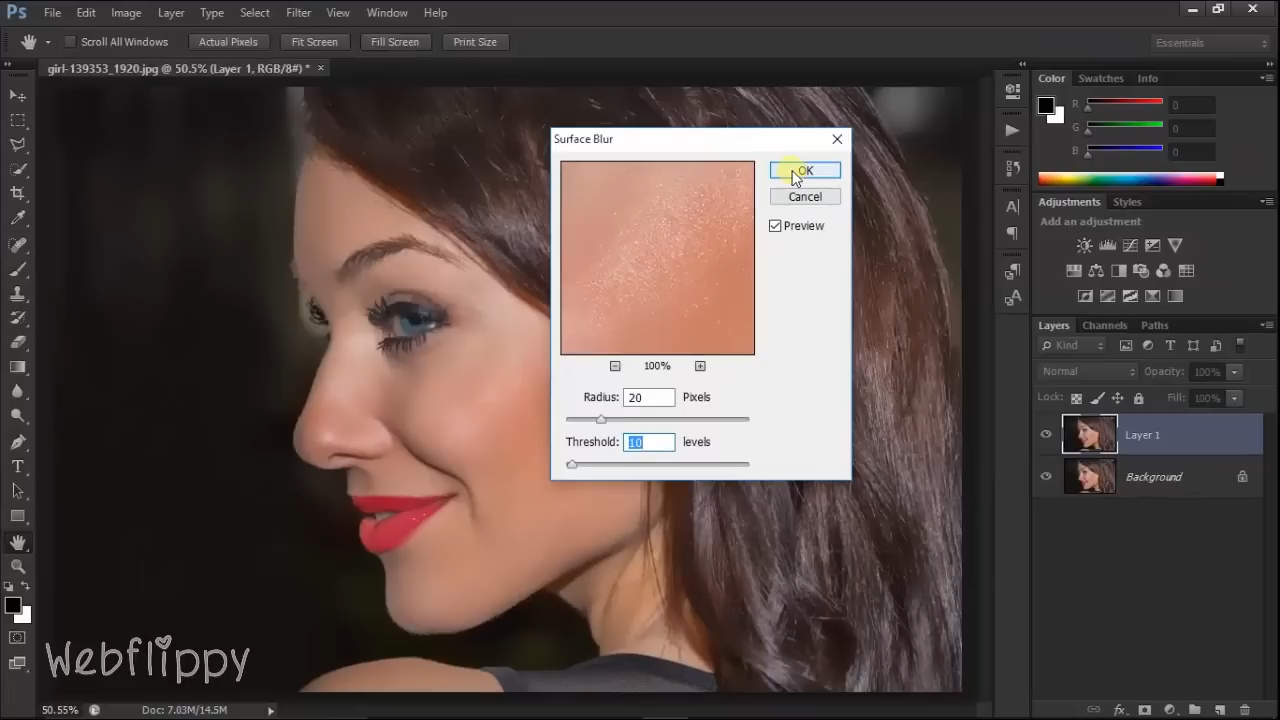 Ps File Edit Image Layer Type Select Filter View Window Help
Scroll All Windows Actual Pixels Fit Screen Fill Screen Print Size Essentials
girl-139353_1920.jpg @ 50.5% (Layer 1, RGB/8#) * ×
Color Swatches Info
R 0
G 0
B 0
Surface Blur
OK
Cancel
Preview
100%
Radius: 20 Pixels
Threshold: 10 levels
Adjustments Styles
Add an adjustment
Layers Channels Paths
Kind
Normal Opacity: 100%
Lock: Fill: 100%
Layer 1
Background
Webflippy
50.55% Doc: 7.03M/14.5M